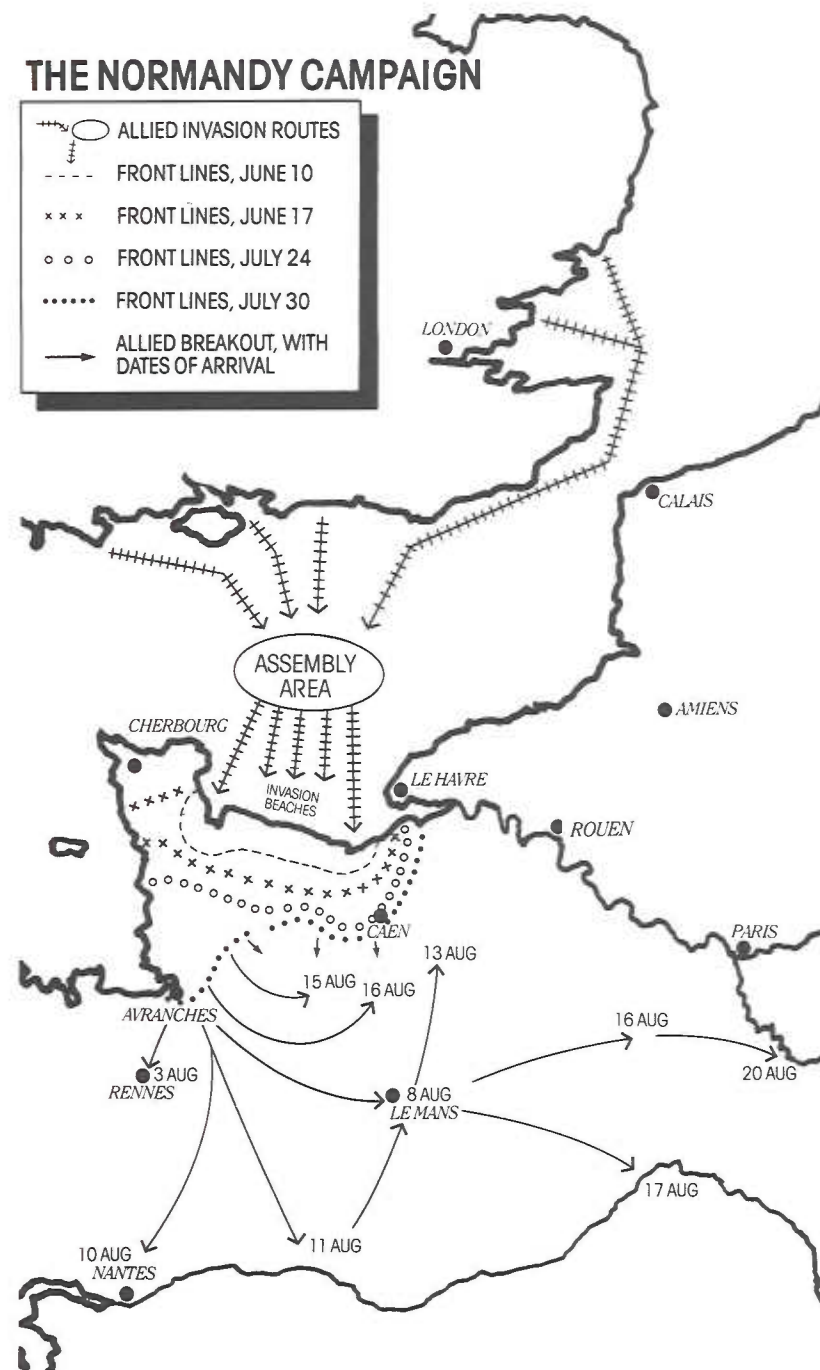 THE NORMANDY CAMPAIGN
ALLIED INVASION ROUTES
FRONT LINES, JUNE 10
FRONT LINES, JUNE 17
FRONT LINES, JULY 24
FRONT LINES, JULY 30
ALLIED BREAKOUT, WITH
DATES OF ARRIVAL
LONDON
CALAIS
ASSEMBLY
AREA
AMIENS
CHERBOURG
LE HAVRE
INVASION
BEACHES
ROUEN
CAEN
PARIS
13 AUG
15 AUG
16 AUG
AVRANCHES
16 AUG
3 AUG
RENNES
20 AUG
8 AUG
LE MANS
17 AUG
11 AUG
10 AUG
NANTES